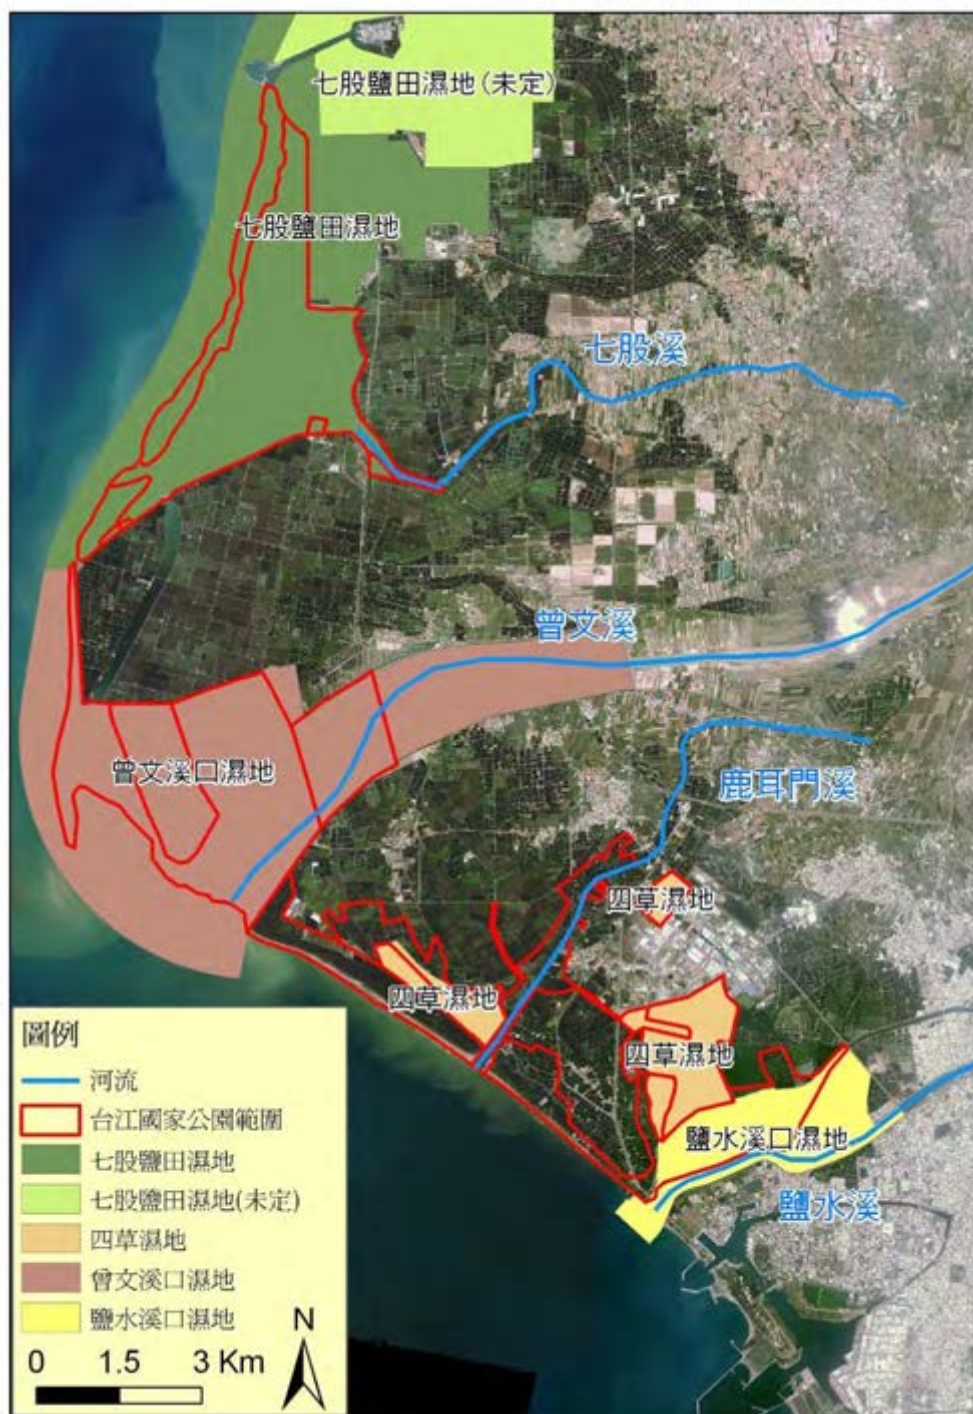 七股鹽田濕地(未定)
七股鹽田濕地
七股溪
曾文溪
鹿耳門溪
曾文溪口濕地
四草濕地
四草濕地
四草濕地
鹽水溪口濕地
鹽水溪
圖例
河流
台江國家公園範圍
七股鹽田濕地
七股鹽田濕地(未定)
四草濕地
曾文溪口濕地
鹽水溪口濕地
N
0 1.5 3 Km